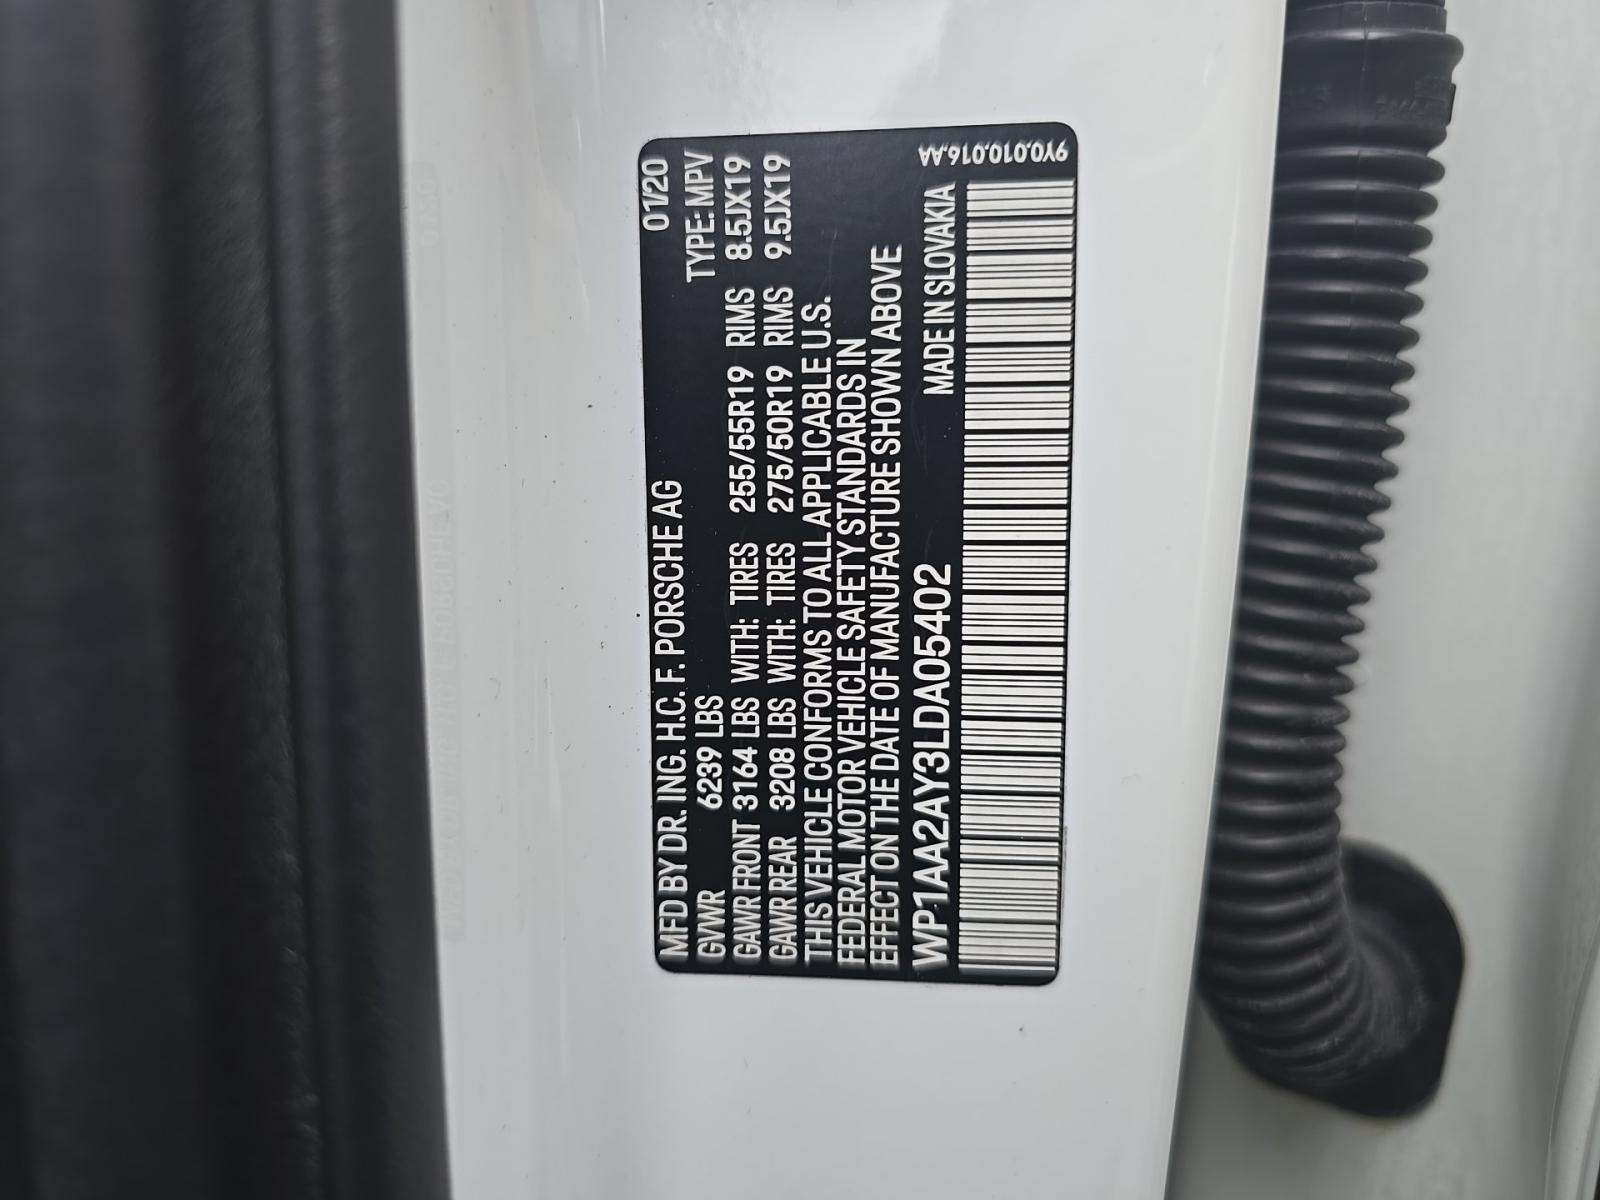 MFD BY DR. ING. H.C. F. PORSCHE AG 01/20
GVWR 6239 LBS TYPE: MPV
GAWR FRONT 3164 LBS WITH: TIRES 255/55R19 RIMS 8.5JX19
GAWR REAR 3208 LBS WITH: TIRES 275/50R19 RIMS 9.5JX19
THIS VEHICLE CONFORMS TO ALL APPLICABLE U.S.
FEDERAL MOTOR VEHICLE SAFETY STANDARDS IN
EFFECT ON THE DATE OF MANUFACTURE SHOWN ABOVE
WP1AA2AY3LDA05402 MADE IN SLOVAKIA
9Y0.010.016.AA